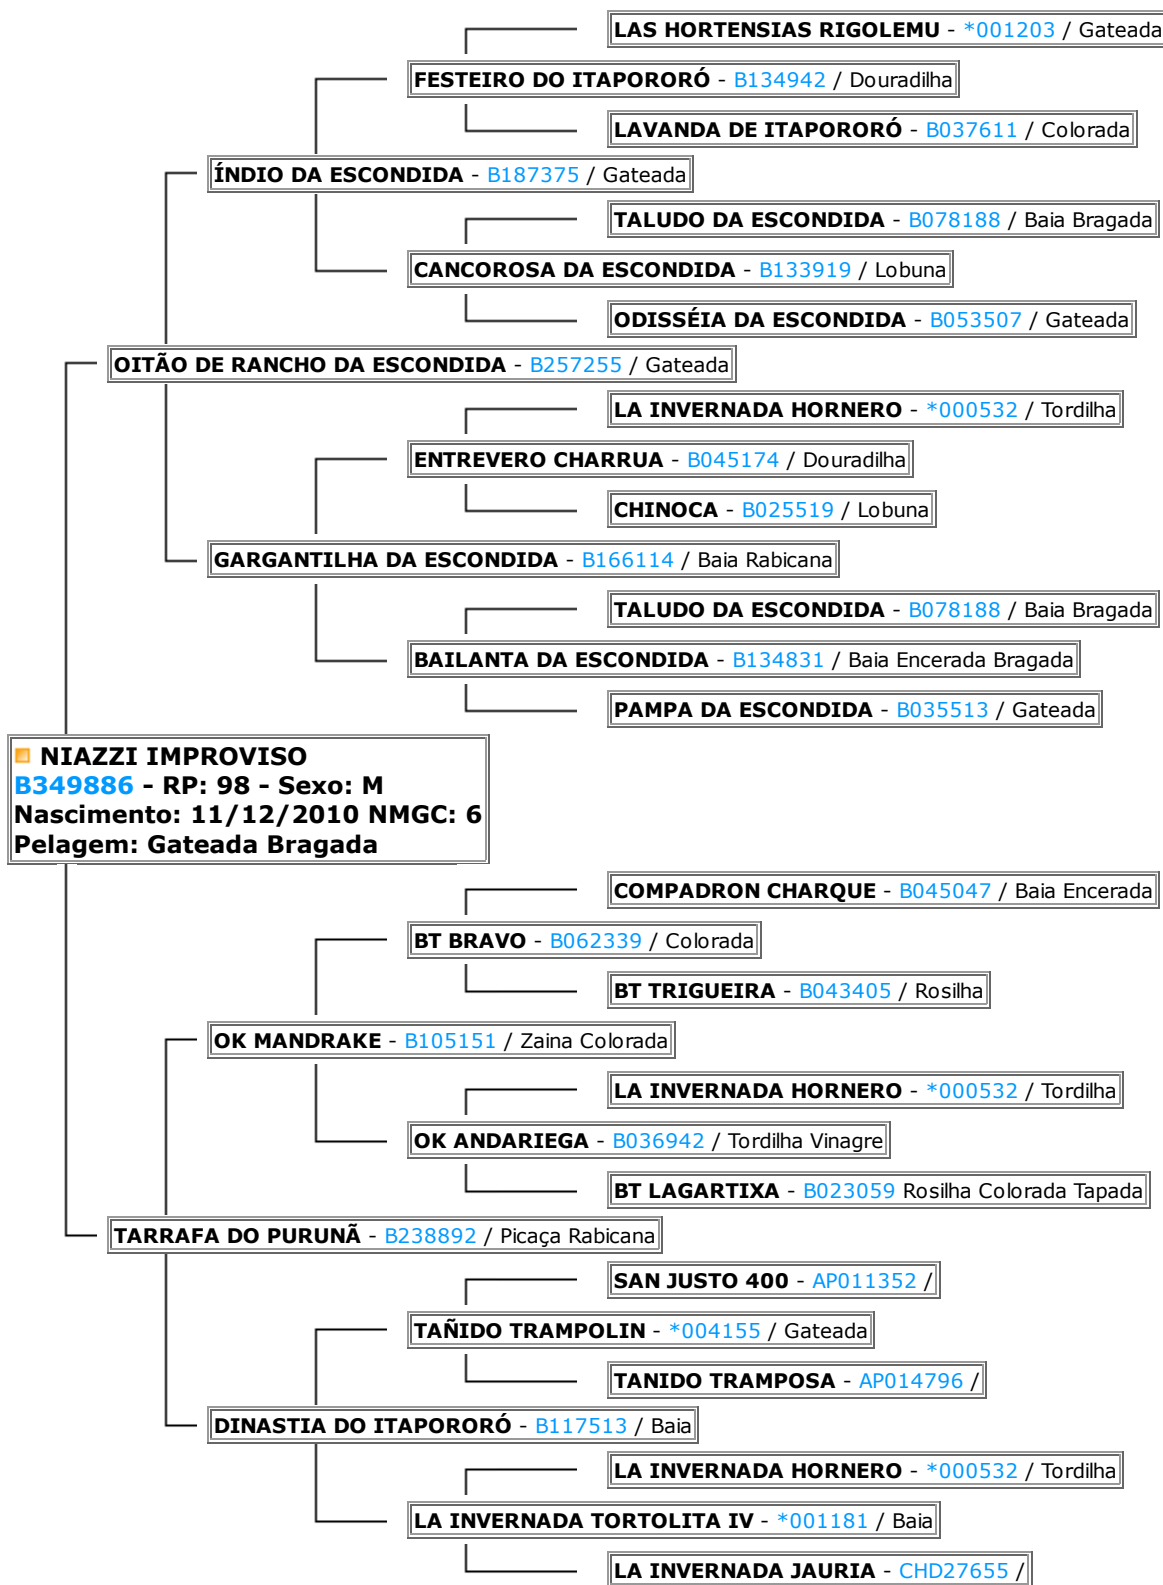 LAS HORTENSIAS RIGOLEMU - *001203 / Gateada
FESTEIRO DO ITAPORORÓ - B134942 / Douradilha
LAVANDA DE ITAPORORÓ - B037611 / Colorada
ÍNDIO DA ESCONDIDA - B187375 / Gateada
TALUDO DA ESCONDIDA - B078188 / Baia Bragada
CANCOROSA DA ESCONDIDA - B133919 / Lobuna
ODISSÉIA DA ESCONDIDA - B053507 / Gateada
OITÃO DE RANCHO DA ESCONDIDA - B257255 / Gateada
LA INVERNADA HORNERO - *000532 / Tordilha
ENTREVERO CHARRUA - B045174 / Douradilha
CHINOCA - B025519 / Lobuna
GARGANTILHA DA ESCONDIDA - B166114 / Baia Rabicana
TALUDO DA ESCONDIDA - B078188 / Baia Bragada
BAILANTA DA ESCONDIDA - B134831 / Baia Encerada Bragada
PAMPA DA ESCONDIDA - B035513 / Gateada
NIAZZI IMPROVISO
B349886 - RP: 98 - Sexo: M
Nascimento: 11/12/2010 NMGC: 6
Pelagem: Gateada Bragada
COMPADRON CHARQUE - B045047 / Baia Encerada
BT BRAVO - B062339 / Colorada
BT TRIGUEIRA - B043405 / Rosilha
OK MANDRAKE - B105151 / Zaina Colorada
LA INVERNADA HORNERO - *000532 / Tordilha
OK ANDARIEGA - B036942 / Tordilha Vinagre
BT LAGARTIXA - B023059 Rosilha Colorada Tapada
TARRAFA DO PURUNÃ - B238892 / Picaça Rabicana
SAN JUSTO 400 - AP011352 /
TAÑIDO TRAMPOLIN - *004155 / Gateada
TANIDO TRAMPOSA - AP014796 /
DINASTIA DO ITAPORORÓ - B117513 / Baia
LA INVERNADA HORNERO - *000532 / Tordilha
LA INVERNADA TORTOLITA IV - *001181 / Baia
LA INVERNADA JAURIA - CHD27655 /